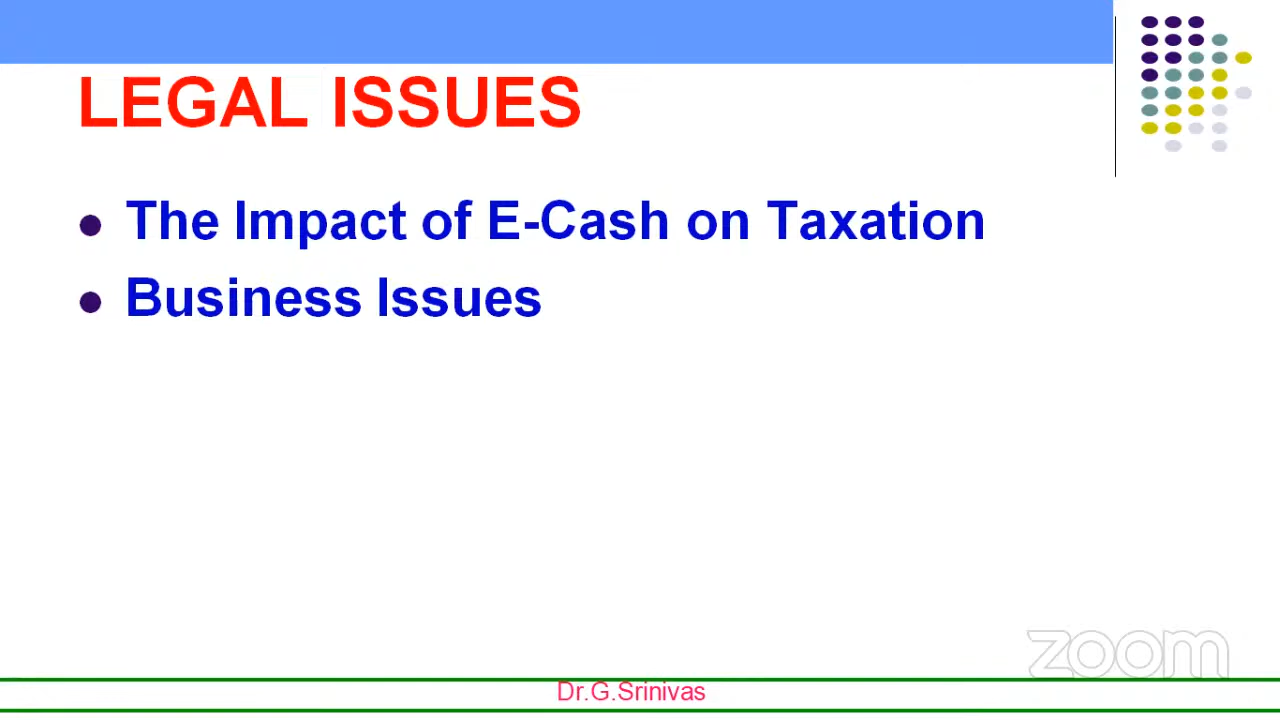 LEGAL ISSUES
The Impact of E-Cash on Taxation
Business Issues
zoom
Dr.G.Srinivas